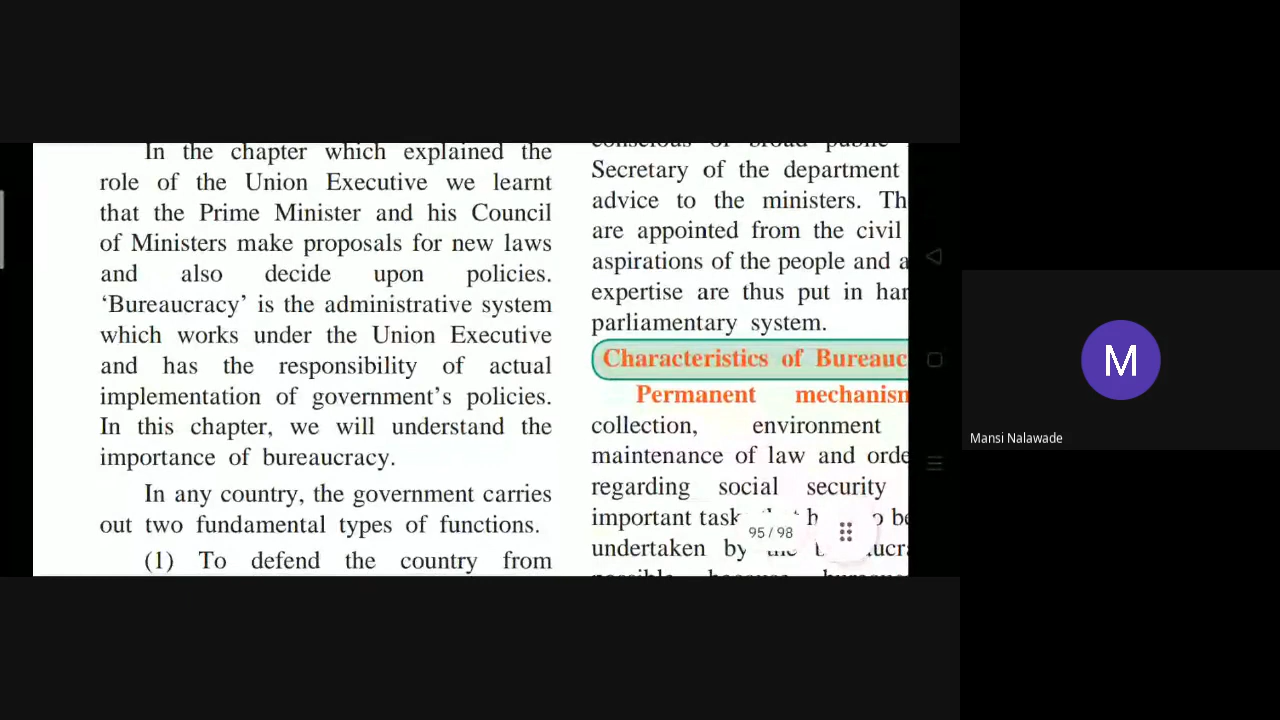 In the chapter which explained the
role of the Union Executive we learnt
that the Prime Minister and his Council
of Ministers make proposals for new laws
and also decide upon policies.
‘Bureaucracy’ is the administrative system
which works under the Union Executive
and has the responsibility of actual
implementation of government’s policies.
In this chapter, we will understand the
importance of bureaucracy.
In any country, the government carries
out two fundamental types of functions.
(1) To defend the country from
conscious of broad public
Secretary of the department
advice to the ministers. Th
are appointed from the civil
aspirations of the people and a
expertise are thus put in har
parliamentary system.
Characteristics of Bureauc
Permanent mechanism
collection, environment
maintenance of law and orde
regarding social security
important task
undertaken by
95 / 98
M
Mansi Nalawade